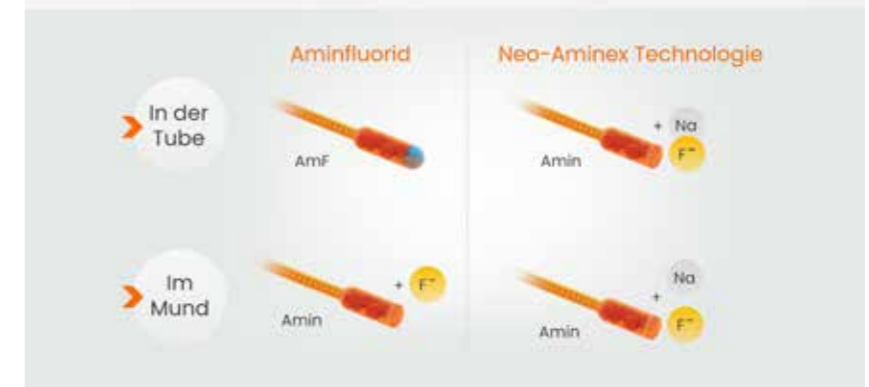 Aminfluorid
Neo-Aminex Technologie
In der
Tube
AmF
Amin
+ Na
F⁻
Im
Mund
Amin
+ F⁻
Amin
Na
+
F⁻